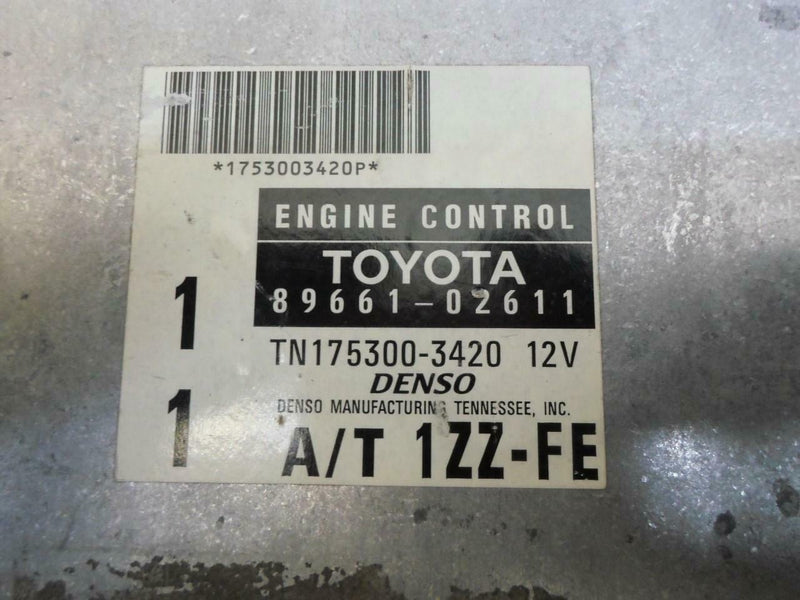 *1753003420P*
ENGINE CONTROL
TOYOTA
89661-02611
1
TN175300-3420 12V
DENSO
DENSO MANUFACTURING TENNESSEE, INC.
1
A/T 1ZZ-FE